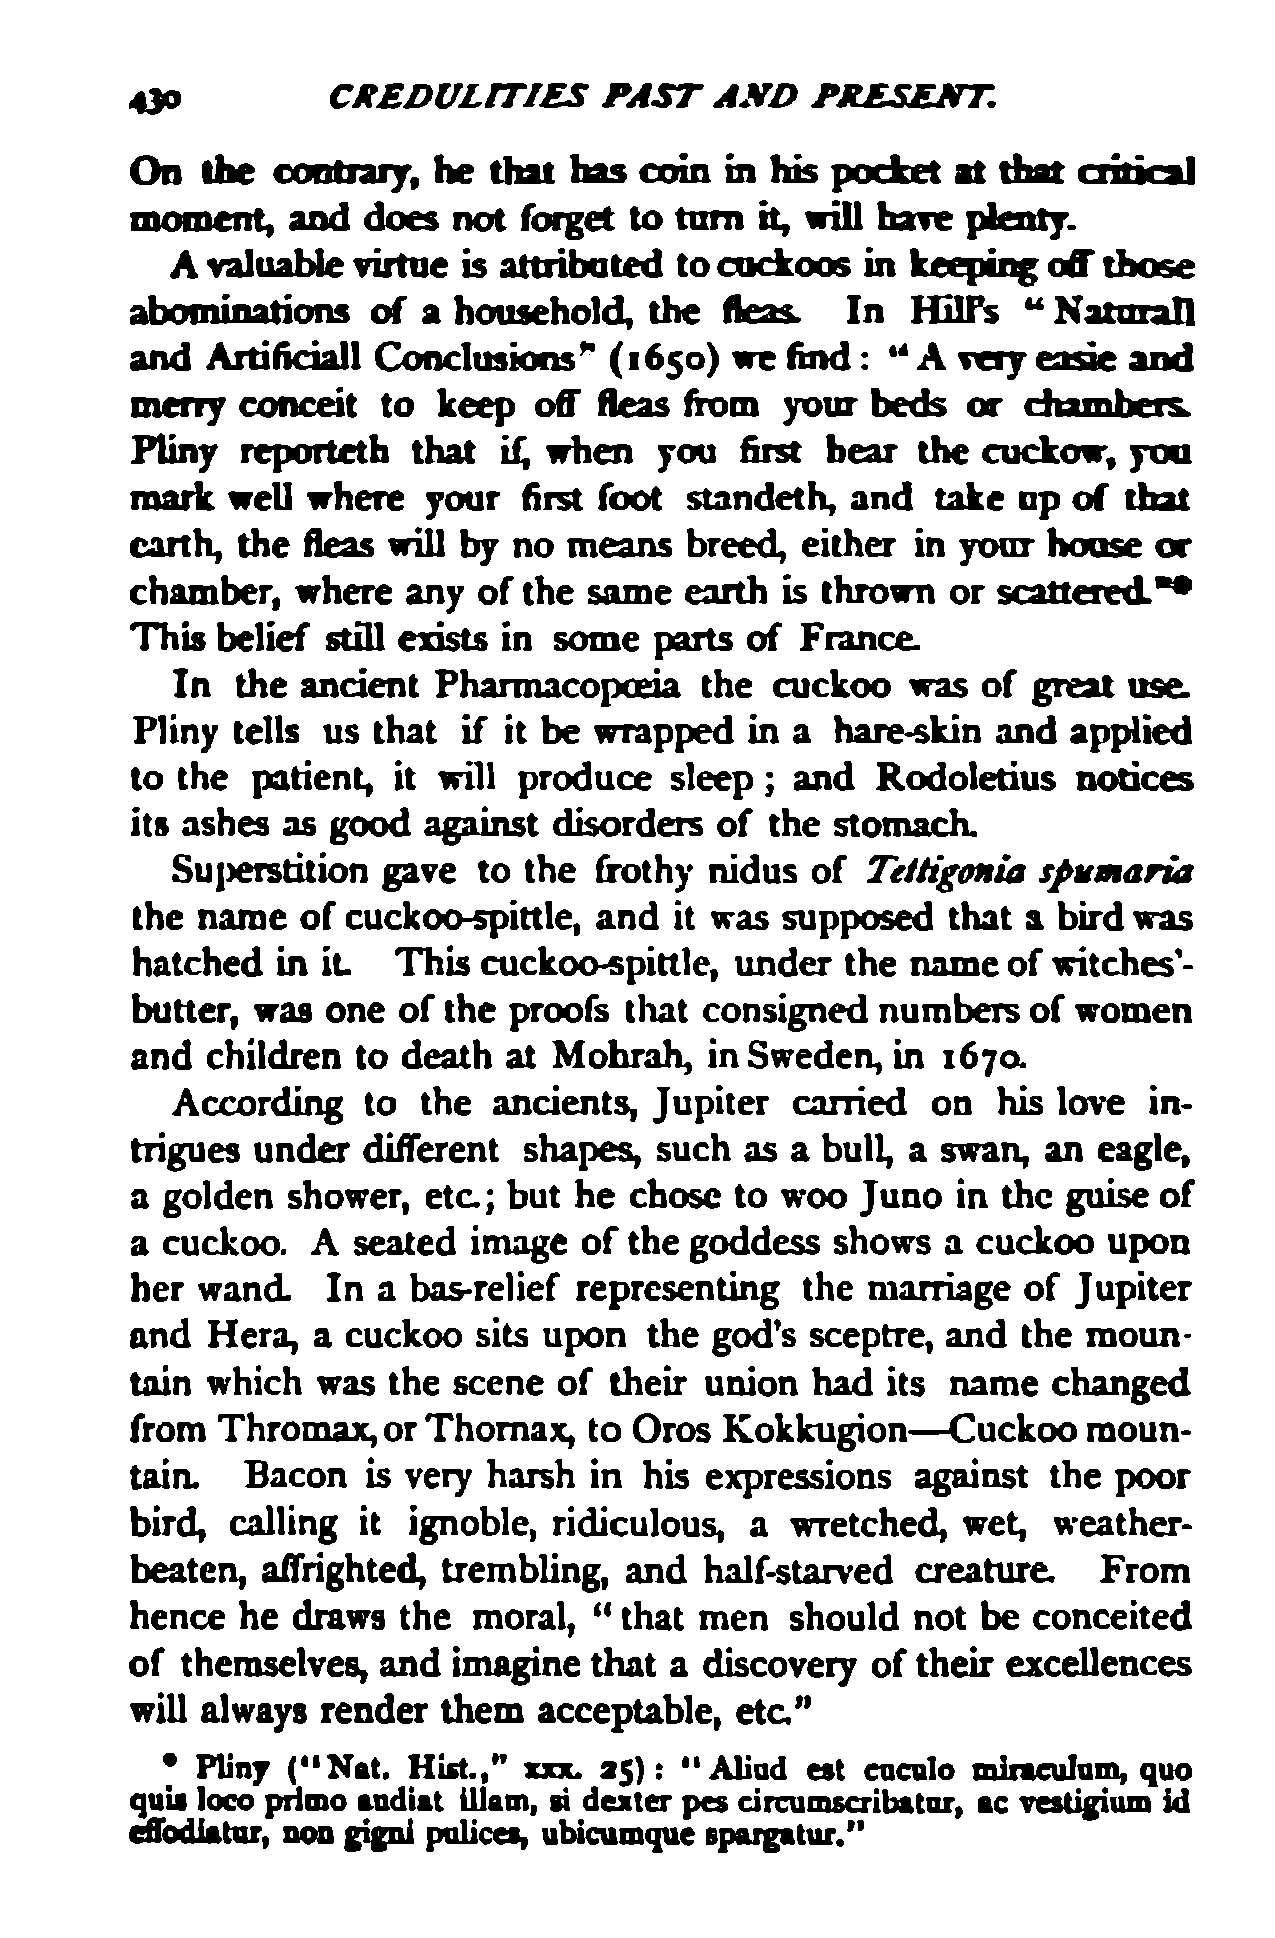 430 CREDULITIES PAST AND PRESENT.
On the contrary, he that has coin in his pocket at that critical
moment, and does not forget to turn it, will have plenty.
A valuable virtue is attributed to cuckoos in keeping off those
abominations of a household, the fleas. In Hill's “Naturall
and Artificiall Conclusions” (1650) we find: “A very easie and
merry conceit to keep off fleas from your beds or chambers.
Pliny reporteth that if, when you first hear the cuckow, you
mark well where your first foot standeth, and take up of that
earth, the fleas will by no means breed, either in your house or
chamber, where any of the same earth is thrown or scattered.”*
This belief still exists in some parts of France.
In the ancient Pharmacopœia the cuckoo was of great use.
Pliny tells us that if it be wrapped in a hare-skin and applied
to the patient, it will produce sleep; and Rodoletius notices
its ashes as good against disorders of the stomach.
Superstition gave to the frothy nidus of Tettigonia spumaria
the name of cuckoo-spittle, and it was supposed that a bird was
hatched in it. This cuckoo-spittle, under the name of witches'-
butter, was one of the proofs that consigned numbers of women
and children to death at Mohrah, in Sweden, in 1670.
According to the ancients, Jupiter carried on his love in-
trigues under different shapes, such as a bull, a swan, an eagle,
a golden shower, etc.; but he chose to woo Juno in the guise of
a cuckoo. A seated image of the goddess shows a cuckoo upon
her wand. In a bas-relief representing the marriage of Jupiter
and Hera, a cuckoo sits upon the god's sceptre, and the moun-
tain which was the scene of their union had its name changed
from Thromax, or Thornax, to Oros Kokkugion—Cuckoo moun-
tain. Bacon is very harsh in his expressions against the poor
bird, calling it ignoble, ridiculous, a wretched, wet, weather-
beaten, affrighted, trembling, and half-starved creature. From
hence he draws the moral, “that men should not be conceited
of themselves, and imagine that a discovery of their excellences
will always render them acceptable, etc.”
* Pliny (“Nat. Hist.,” xxx. 25): “Aliud est cuculo miraculum, quo
quis loco primo audiat illam, si dexter pes circumscribatur, ac vestigium id
effodiatur, non gigni pulices, ubicumque spargatur.”